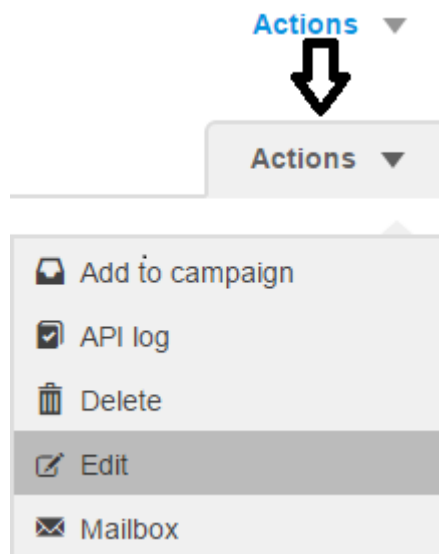 Actions
Actions
Add to campaign
API log
Delete
Edit
Mailbox